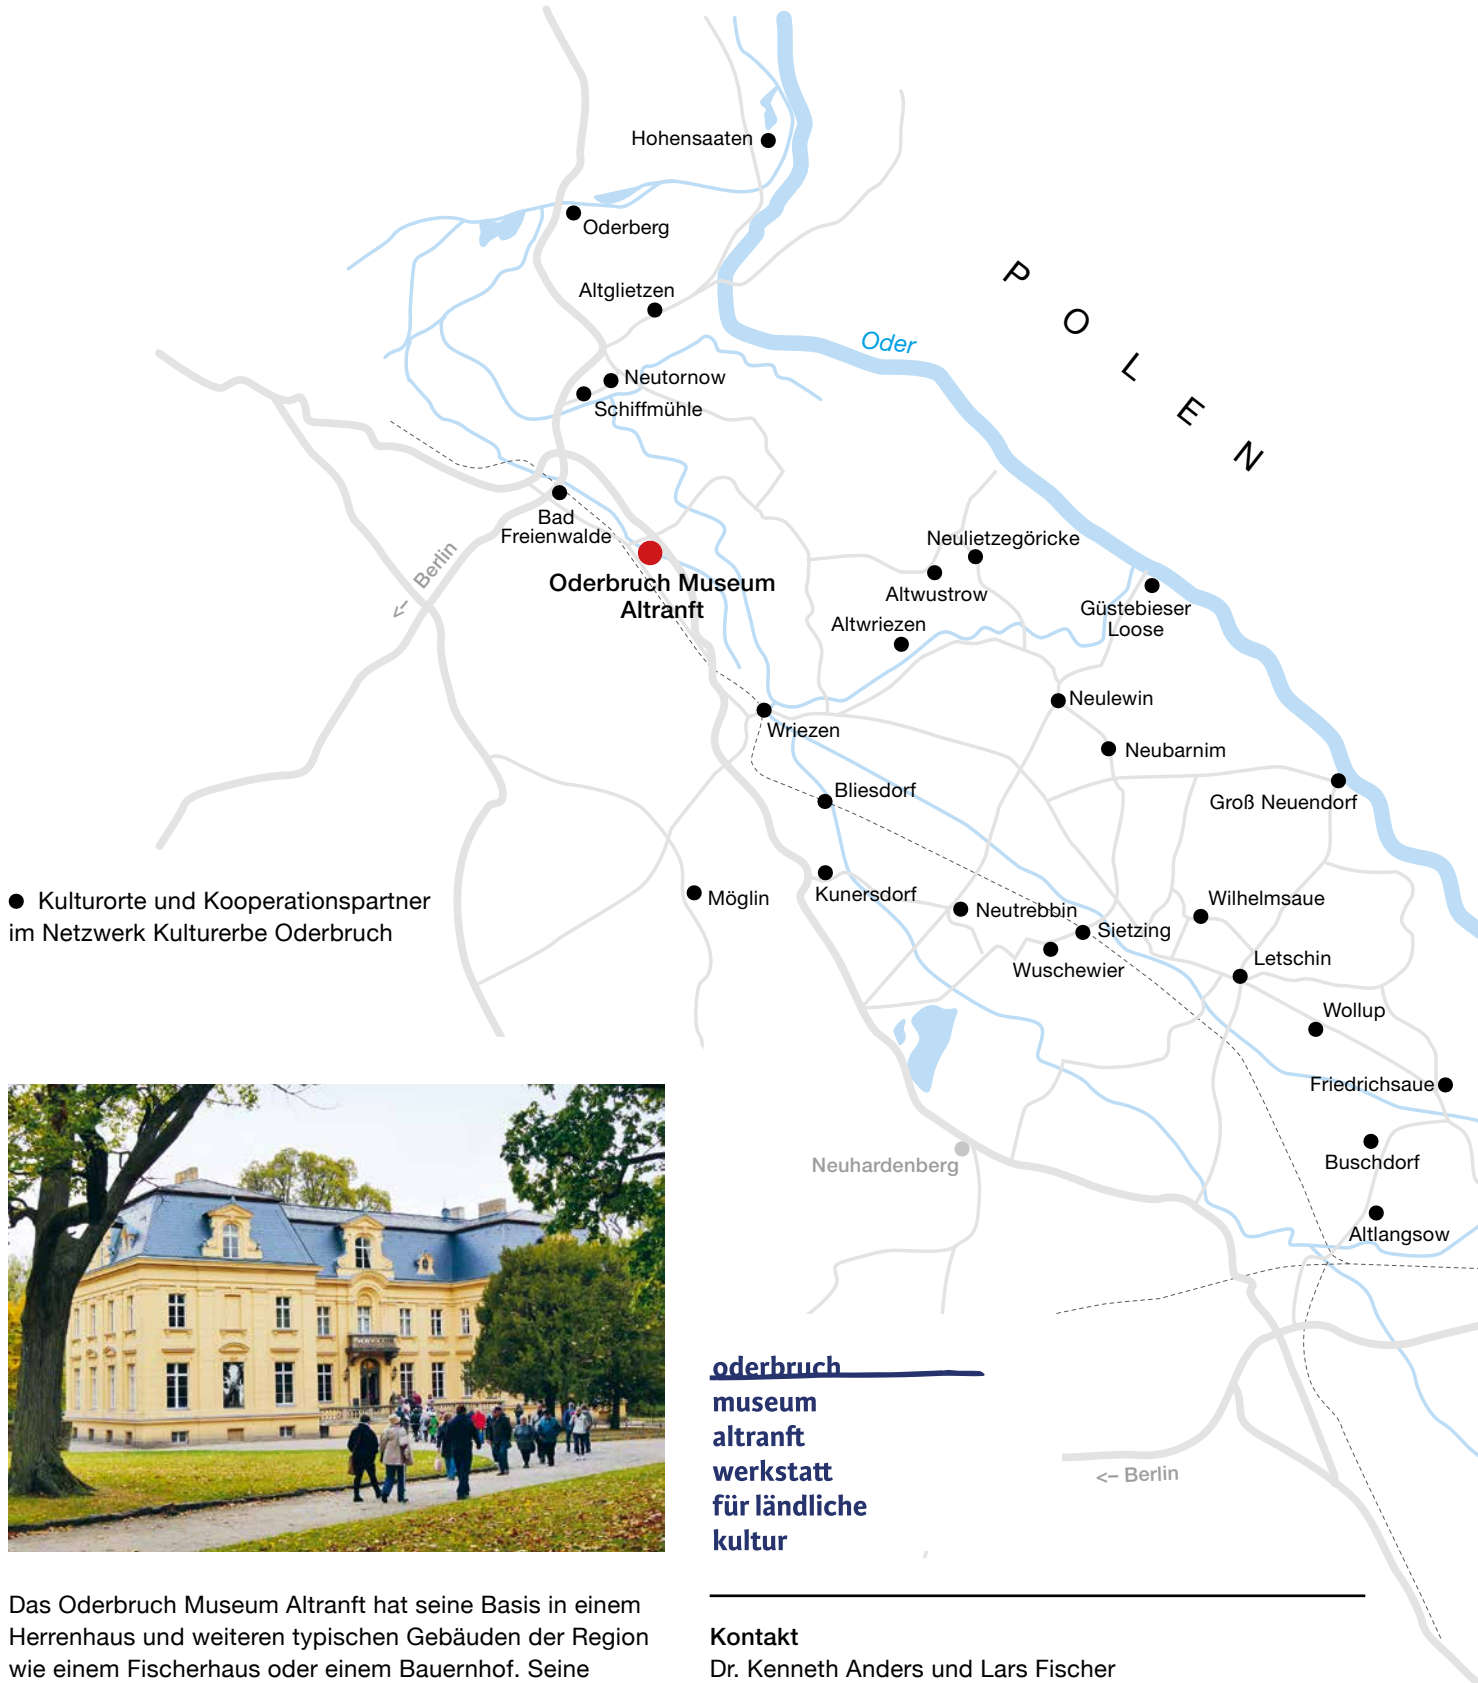 Hohensaaten
Oderberg
Altglietzen
POLEN
Oder
Neutornow
Schiffmühle
Bad
Freienwalde
<– Berlin
Oderbruch Museum
Altranft
Neulietzegöricke
Altwustrow
Güstebieser
Loose
Altwriezen
Neulewin
Wriezen
Neubarnim
Bliesdorf
Groß Neuendorf
Kulturorte und Kooperationspartner
im Netzwerk Kulturerbe Oderbruch
Möglin
Kunersdorf
Neutrebbin
Wilhelmsaue
Sietzing
Wuschewier
Letschin
Wollup
Friedrichsaue
Neuhardenberg
Buschdorf
Altlangsow
oderbruch
museum
altranft
werkstatt
für ländliche
kultur
<– Berlin
Das Oderbruch Museum Altranft hat seine Basis in einem
Herrenhaus und weiteren typischen Gebäuden der Region
wie einem Fischerhaus oder einem Bauernhof. Seine
Kontakt
Dr. Kenneth Anders und Lars Fischer